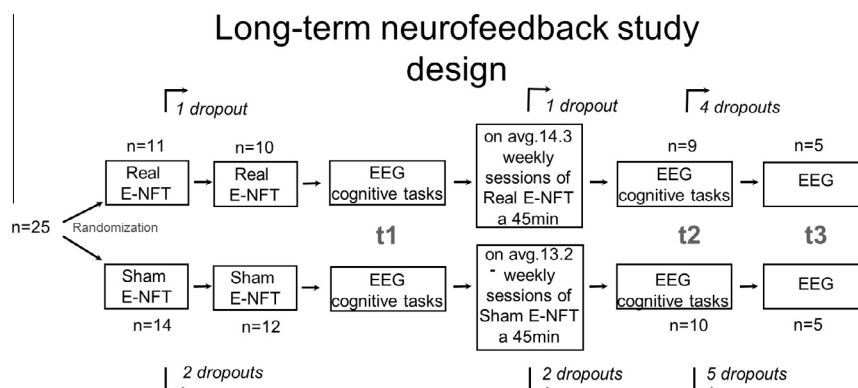 Long-term neurofeedback study
design
1 dropout
1 dropout
4 dropouts
n=11
n=10
n=9
n=5
Real
E-NFT
Real
E-NFT
EEG
cognitive tasks
on avg.14.3
weekly
sessions of
Real E-NFT
a 45min
EEG
cognitive tasks
EEG
n=25
Randomization
t1
t2
t3
Sham
E-NFT
Sham
E-NFT
EEG
cognitive tasks
on avg.13.2
- weekly
sessions of
Sham E-NFT
a 45min
EEG
cognitive tasks
EEG
n=14
n=12
n=10
n=5
2 dropouts
2 dropouts
5 dropouts